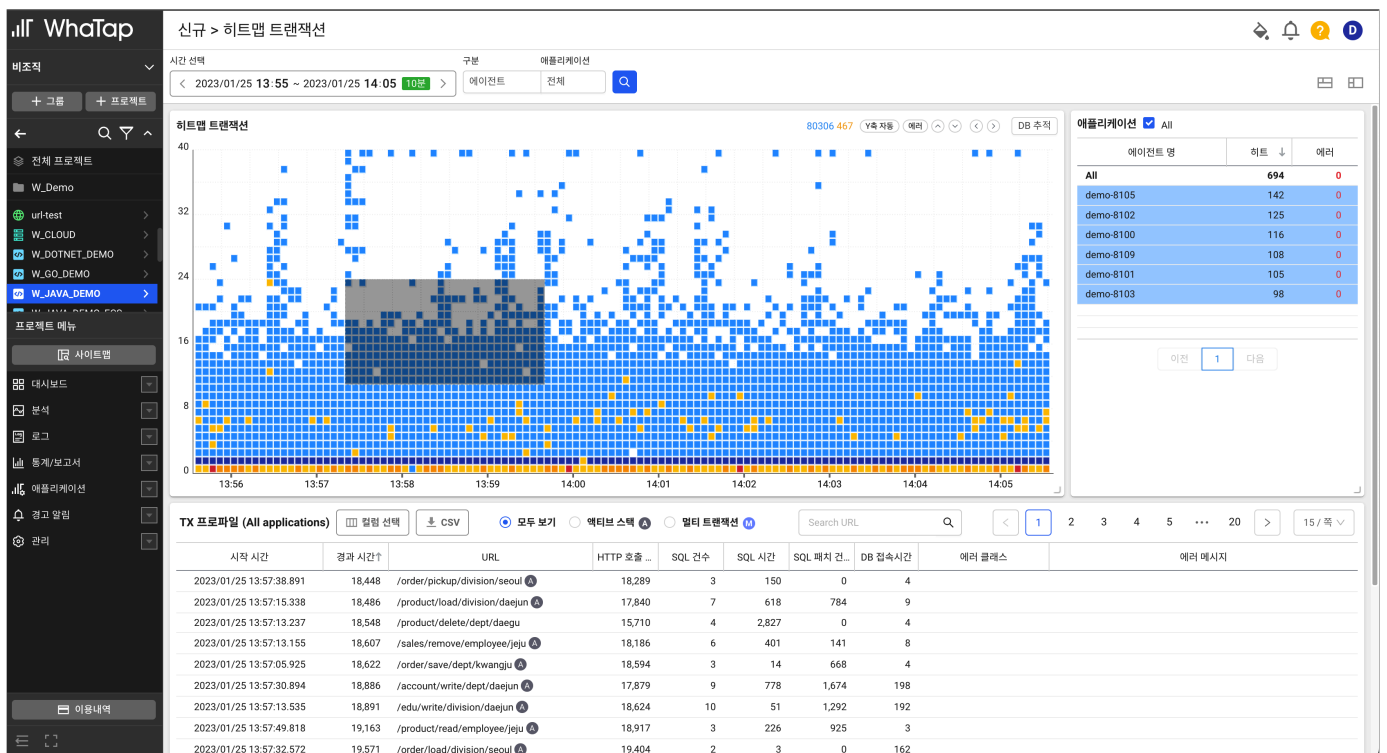 WhaTap
신규 > 히트맵 트랜잭션
D
비조직
+ 그룹
+ 프로젝트
전체 프로젝트
W_Demo
url-test
W_CLOUD
W_DOTNET_DEMO
W_GO_DEMO
W_JAVA_DEMO
프로젝트 메뉴
사이트맵
대시보드
분석
로그
통계/보고서
애플리케이션
경고 알림
관리
이용내역
시간 선택
구분
애플리케이션
2023/01/25 13:55 ~ 2023/01/25 14:05 10분
에이전트
전체
히트맵 트랜잭션
80306 467
Y축 자동
에러
DB 추적
40
32
24
16
8
0
13:56 13:57 13:58 13:59 14:00 14:01 14:02 14:03 14:04 14:05
애플리케이션 All
에이전트 명 히트 ↓ 에러
All 694 0
demo-8105 142 0
demo-8102 125 0
demo-8100 116 0
demo-8109 108 0
demo-8101 105 0
demo-8103 98 0
이전 1 다음
TX 프로파일 (All applications) 컬럼 선택 CSV 모두 보기 액티브 스택 A 멀티 트랜잭션 M Search URL < 1 2 3 4 5 ··· 20 > 15 / 쪽
시작 시간 경과 시간↑ URL HTTP 호출 ... SQL 건수 SQL 시간 SQL 패치 건... DB 접속시간 에러 클래스 에러 메시지
2023/01/25 13:57:38.891 18,448 /order/pickup/division/seoul A 18,289 3 150 0 4
2023/01/25 13:57:15.338 18,486 /product/load/division/daejun A 17,840 7 618 784 9
2023/01/25 13:57:13.237 18,548 /product/delete/dept/daegu 15,710 4 2,827 0 4
2023/01/25 13:57:13.155 18,607 /sales/remove/employee/jeju A 18,186 6 401 141 8
2023/01/25 13:57:05.925 18,622 /order/save/dept/kwangju A 18,594 3 14 668 4
2023/01/25 13:57:30.894 18,886 /account/write/dept/daejun A 17,879 9 778 1,674 198
2023/01/25 13:57:13.535 18,891 /edu/write/division/daejun A 18,624 10 51 1,292 192
2023/01/25 13:57:49.818 19,163 /product/read/employee/jeju A 18,917 3 226 925 3
2023/01/25 13:57:32.572 19,571 /order/load/division/seoul A 19,404 2 3 0 162